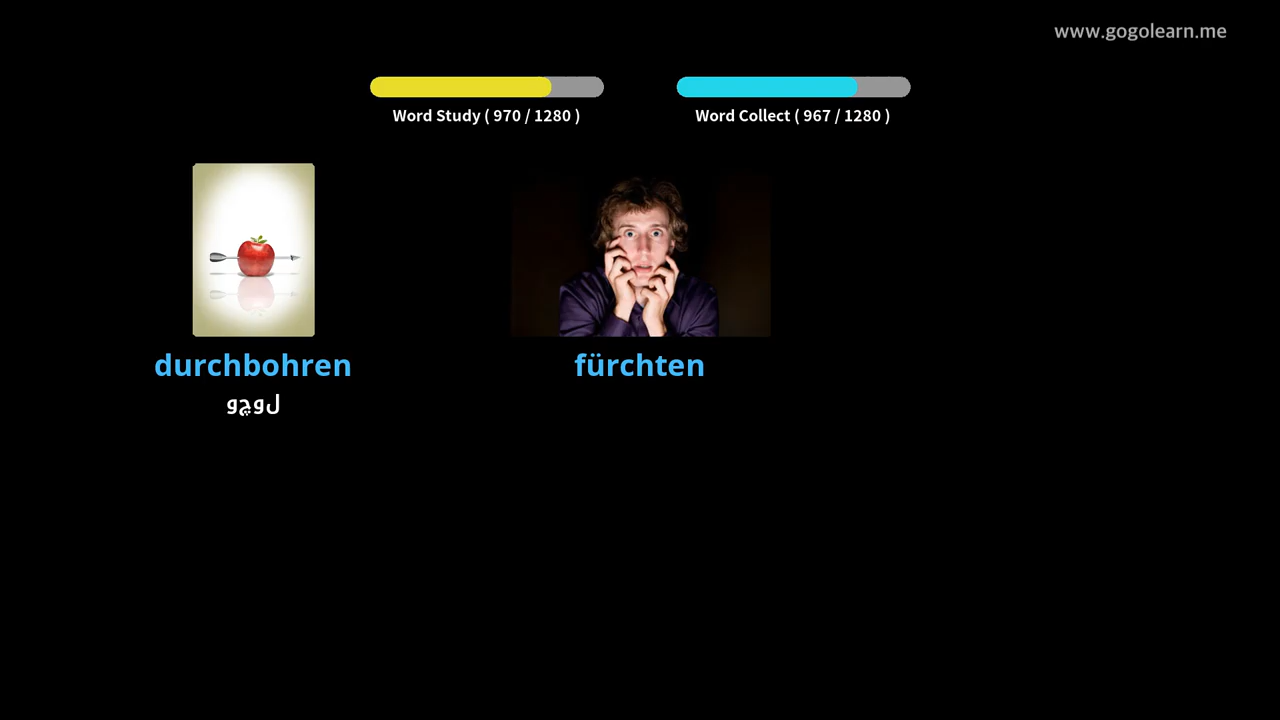 www.gogolearn.me
Word Study ( 970 / 1280 )
Word Collect ( 967 / 1280 )
durchbohren
fürchten
لوچو